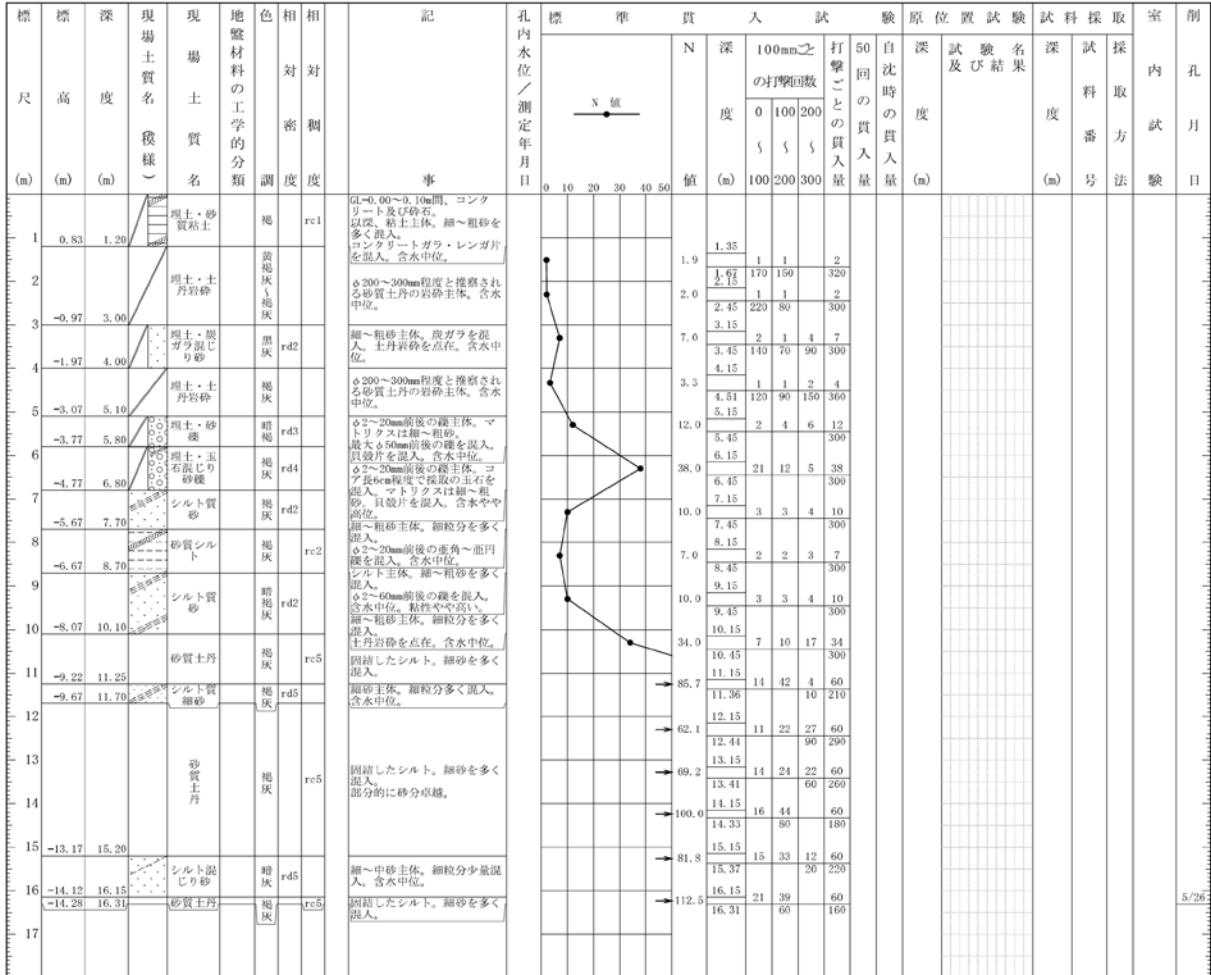 標尺(m)
標高(m)
深度(m)
現場土質名(模様)
現場土質名
地盤材料の工学的分類
色調
相対密度
相対稠度
記事
孔内水位/測定年月日
標準貫入試験
N 値
0 10 20 30 40 50
N値
深度(m)
100mmごとの打撃回数
0〜100
100〜200
200〜300
打撃ごとの貫入量
50回の貫入量
自沈時の貫入量
原位置試験
深度(m)
試験名及び結果
試料採取
深度(m)
試料番号
採取方法
室内試験
削孔月日
1
2
3
4
5
6
7
8
9
10
11
12
13
14
15
16
17
0.83 1.20 埋土・砂質粘土 褐 rc1
GL-0.00〜0.10m間、コンクリート及び砕石。
以深、粘土主体。細〜粗砂を多く混入。
コンクリートガラ・レンガ片を混入。含水中位。
-0.97 3.00 埋土・土丹岩砕 黄褐灰〜褐灰
φ200〜300mm程度と推察される砂質土丹の岩砕主体。含水中位。
-1.97 4.00 埋土・炭ガラ混じり砂 黒灰 rd2
細〜粗砂主体。炭ガラを混入。土丹岩砕を点在。含水中位。
-3.07 5.10 埋土・土丹岩砕 褐灰
φ200〜300mm程度と推察される砂質土丹の岩砕主体。含水中位。
-3.77 5.80 埋土・砂礫 暗褐 rd3
φ2〜20mm前後の礫主体。マトリクスは細〜粗砂。
最大φ50mm前後の礫を混入。貝殻片を混入。含水中位。
-4.77 6.80 埋土・玉石混じり砂礫 褐灰 rd4
φ2〜20mm前後の礫主体。コア長6cm程度で採取の玉石を混入。マトリクスは細〜粗砂。貝殻片を混入。含水やや高位。
-5.67 7.70 シルト質砂 褐灰 rd2
細〜粗砂主体。細粒分を多く混入。
φ2〜20mm前後の亜角〜亜円礫を混入。含水中位。
-6.67 8.70 砂質シルト 褐灰 rc2
シルト主体。細〜粗砂を多く混入。
φ2〜60mm前後の礫を混入。含水中位。粘性やや高い。
-8.07 10.10 シルト質砂 暗褐灰 rd2
細〜粗砂主体。細粒分を多く混入。
土丹岩砕を点在。含水中位。
-9.22 11.25 砂質土丹 褐灰 rc5
固結したシルト。細砂を多く混入。
-9.67 11.70 シルト質細砂 褐灰 rd5
細砂主体。細粒分多く混入。含水中位。
-13.17 15.20 砂質土丹 褐灰 rc5
固結したシルト。細砂を多く混入。
部分的に砂分卓越。
-14.12 16.15 シルト混じり砂 暗灰 rd5
細〜中砂主体。細粒分少量混入。含水中位。
-14.28 16.31 砂質土丹 褐灰 rc5
固結したシルト。細砂を多く混入。
1.9 1.35 1 1 2
1.67 170 150 320
2.0 2.15 1 1 2
2.45 220 80 300
7.0 3.15 2 1 4 7
3.45 140 70 90 300
3.3 4.15 1 1 2 4
4.51 120 90 150 360
12.0 5.15 2 4 6 12
5.45 300
38.0 6.15 21 12 5 38
6.45 300
10.0 7.15 3 3 4 10
7.45 300
7.0 8.15 2 2 3 7
8.45 300
10.0 9.15 3 3 4 10
9.45 300
34.0 10.15 7 10 17 34
10.45 300
85.7 11.15 14 42 4 60
11.36 10 210
62.1 12.15 11 22 27 60
12.44 90 290
69.2 13.15 14 24 22 60
13.41 60 260
100.0 14.15 16 44 60
14.33 80 180
81.8 15.15 15 33 12 60
15.37 20 220
112.5 16.15 21 39 60
16.31 60 160
5/26